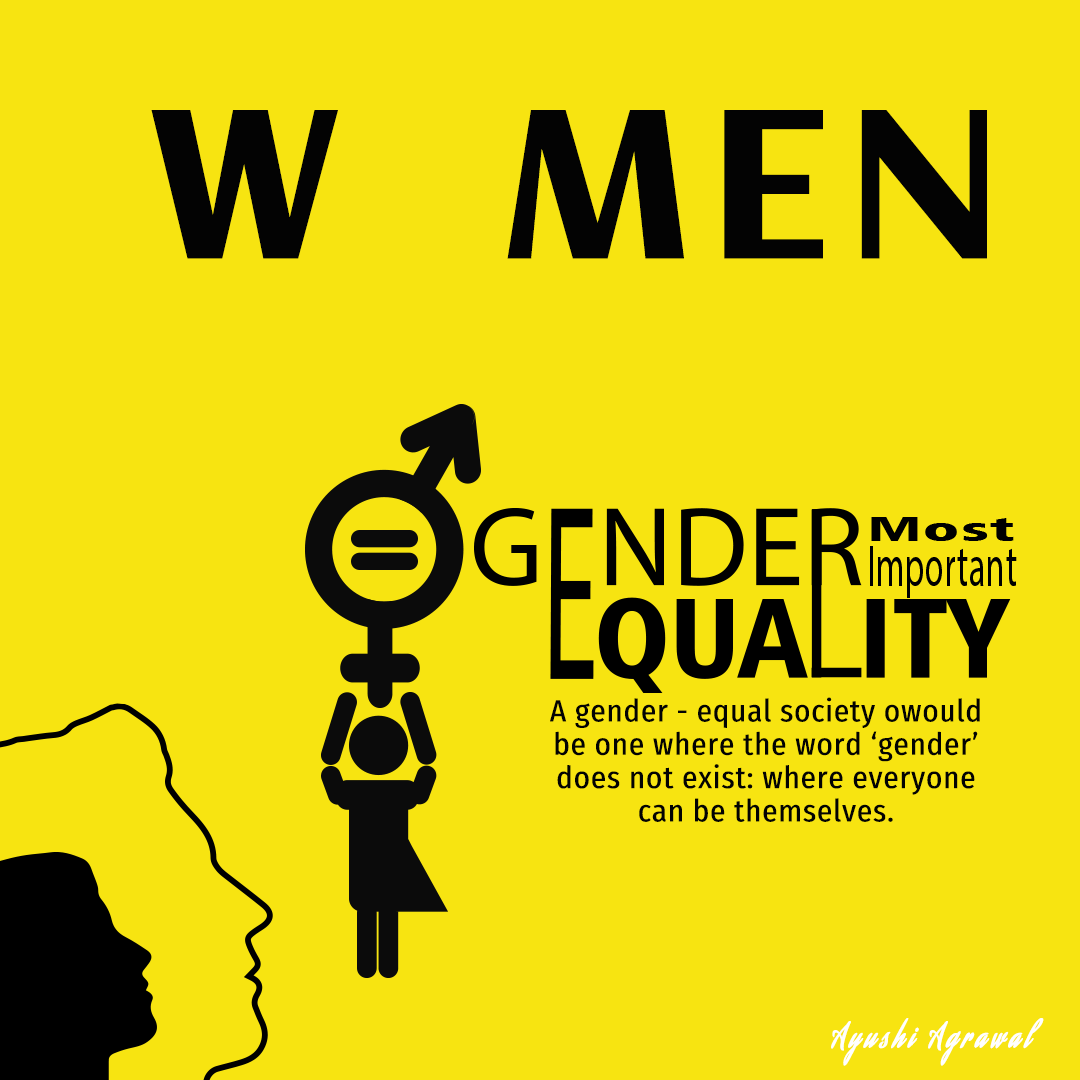 W MEN
GENDER Most
Important
EQUALITY
A gender - equal society owould
be one where the word ‘gender’
does not exist: where everyone
can be themselves.
Ayushi Agrawal